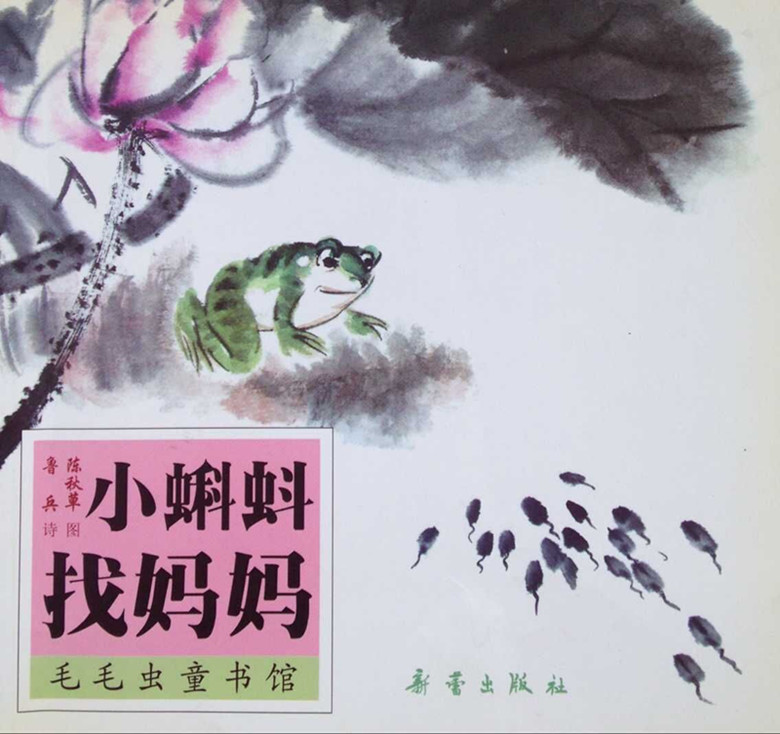 陈秋草 图
鲁兵 诗
小蝌蚪
找妈妈
毛毛虫童书馆
新蕾出版社